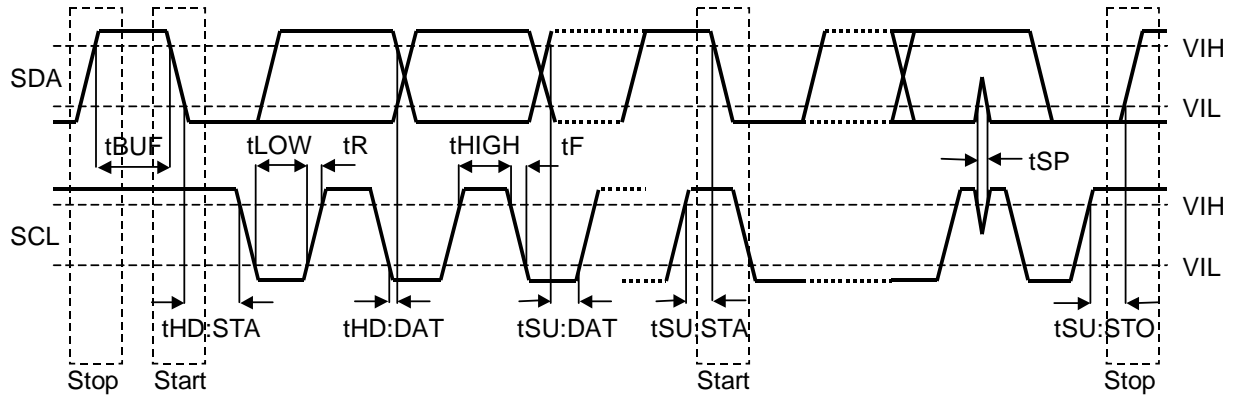 SDA
VIH
VIL
tBUF
tLOW
tR
tHIGH
tF
tSP
SCL
VIH
VIL
tHD:STA
tHD:DAT
tSU:DAT
tSU:STA
tSU:STO
Stop
Start
Start
Stop